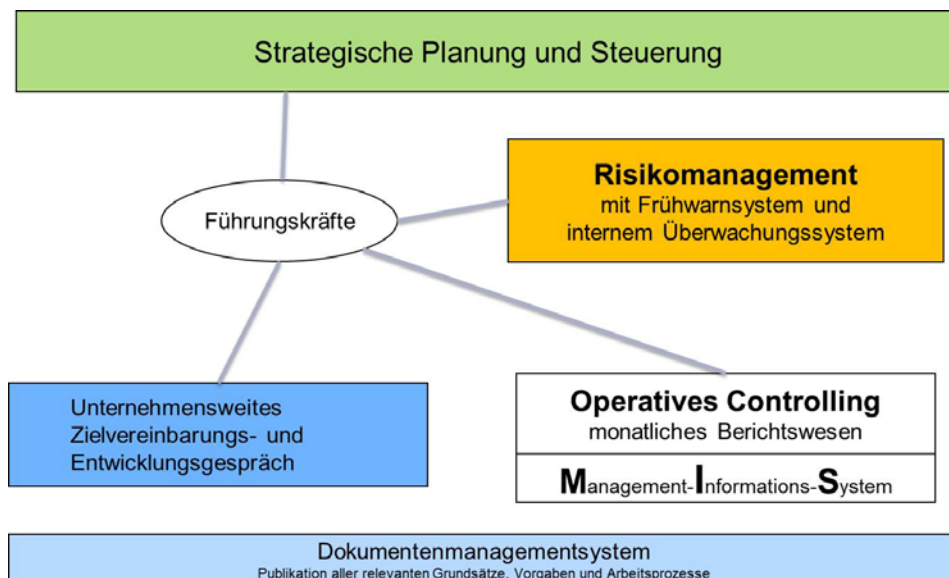 Strategische Planung und Steuerung
Risikomanagement
mit Frühwarnsystem und
internem Überwachungssystem
Führungskräfte
Unternehmensweites
Zielvereinbarungs- und
Entwicklungsgespräch
Operatives Controlling
monatliches Berichtswesen
Management-Informations-System
Dokumentenmanagementsystem
Publikation aller relevanten Grundsätze, Vorgaben und Arbeitsprozesse